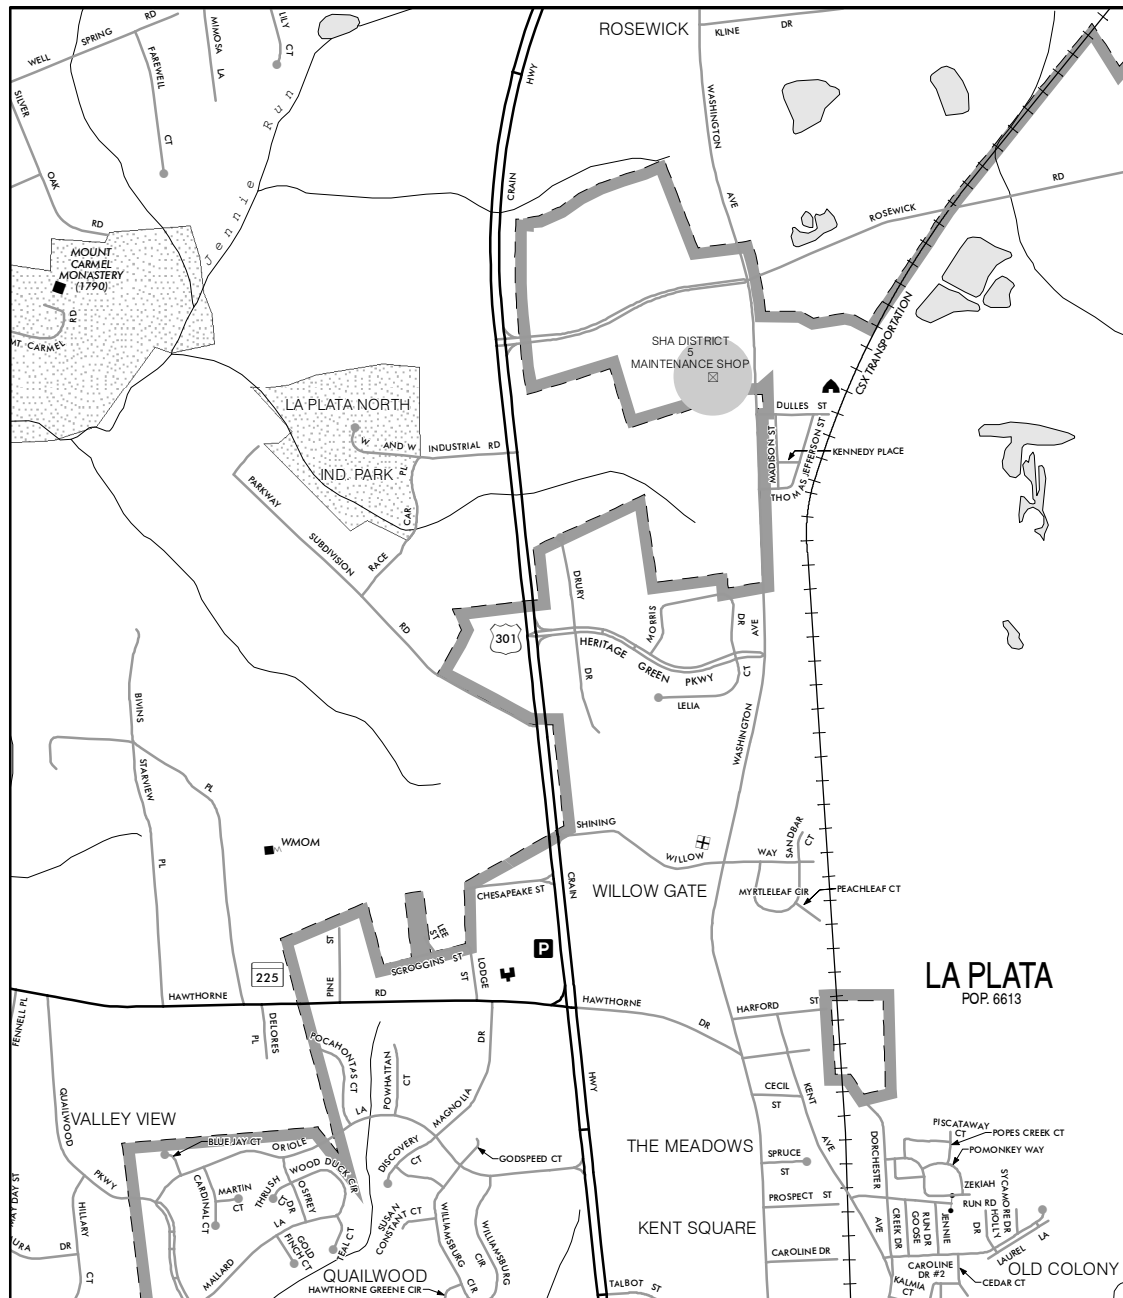 ROSEWICK
KLINE DR
WELL SPRING RD
FAREWELL CT
MIMOSA LA
LILY CT
SILVER OAK RD
Jennie Run
HWY
CRAIN
WASHINGTON AVE
ROSEWICK RD
MOUNT
CARMEL
MONASTERY
(1790)
MT. CARMEL RD
CSX TRANSPORTATION
SHA DISTRICT
5
MAINTENANCE SHOP
LA PLATA NORTH
IND. PARK
W AND W INDUSTRIAL RD
RACE CAR PL
PARKWAY SUBDIVISION RD
DULLES ST
MADISON ST
KENNEDY PLACE
THOMAS JEFFERSON ST
DRURY DR
MORRIS DR
301
HERITAGE GREEN PKWY
LELIA CT
WASHINGTON AVE
BIVINS
STARVIEW PL
PL
WMOM
SHINING WILLOW WAY
SANDBAR CT
MYRTLELEAF CIR
PEACHLEAF CT
WILLOW GATE
CHESAPEAKE ST
CRAIN
LEE ST
SCROGGINS ST
LODGE ST
PINE ST
P
225
HAWTHORNE RD
HAWTHORNE DR
LA PLATA
POP. 6613
HARFORD ST
FENNELL PL
DELORES PL
POCAHONTAS CT
POWHATTAN CT
MAGNOLIA DR
HWY
CECIL ST
KENT AVE
QUAILWOOD PKWY
VALLEY VIEW
BLUE JAY CT
ORIOLE LA
DISCOVERY CT
GODSPEED CT
THE MEADOWS
SPRUCE ST
DORCHESTER AVE
PISCATAWAY CT
POPES CREEK CT
POMONKEY WAY
ZEKIAH RUN RD
SYCAMORE DR
MAY DAY ST
HILLARY CT
URA DR
CARDINAL CT
MARTIN CT
THRUSH CT
OSPREY DR
WOOD DUCK CIR
MALLARD LA
GOLD FINCH CT
TEAL CT
SUSAN CONSTANT CT
WILLIAMSBURG CIR
WILLIAMSBURG CIR
PROSPECT ST
KENT SQUARE
CAROLINE DR
CREEK DR
GOOSE RUN DR
JENNIE
HOLLY DR
LAUREL LA
CAROLINE
DR #2
KALMIA CT
CEDAR CT
OLD COLONY
QUAILWOOD
HAWTHORNE GREENE CIR
TALBOT ST